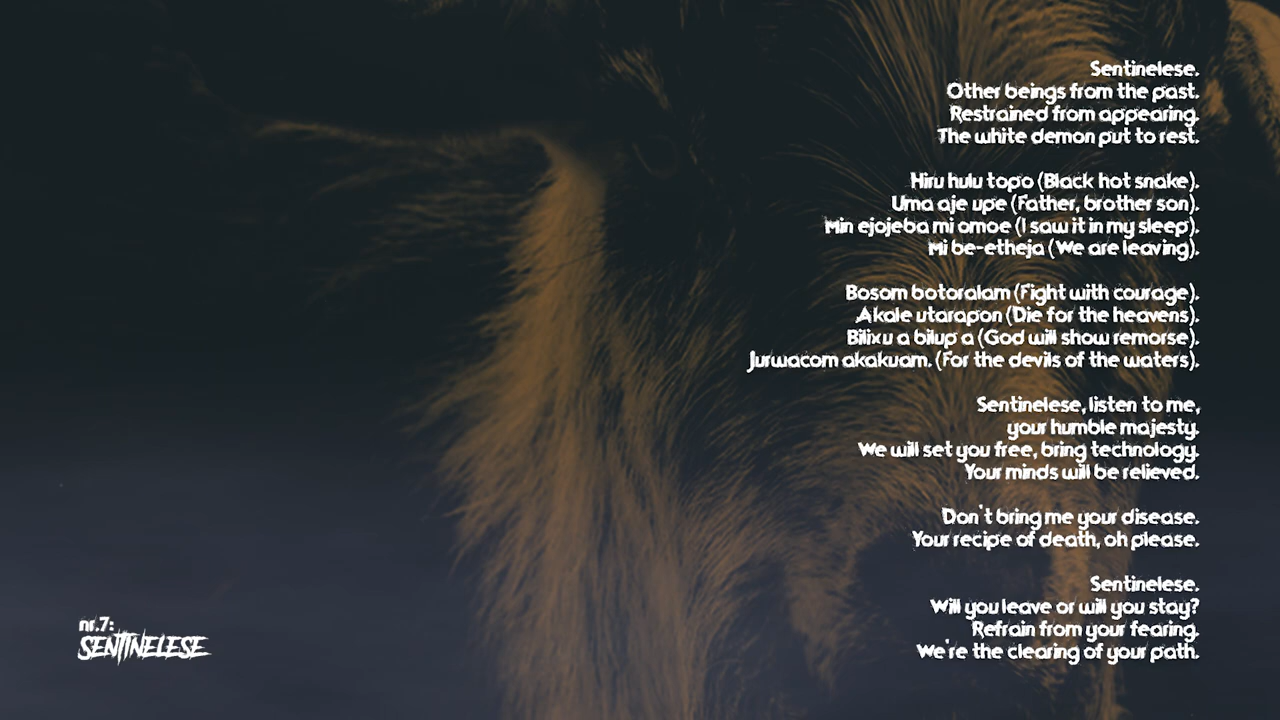 Sentinelese.
Other beings from the past.
Restrained from appearing.
The white demon put to rest.
Hiru hulu topo (Black hot snake).
Uma aje upe (Father, brother son).
Min ejojeba mi omoe (I saw it in my sleep).
Mi be-etheja (We are leaving).
Bosom botoralam (Fight with courage).
Akale utarapon (Die for the heavens).
Bilixu a bilup a (God will show remorse).
Jurwacom akakuam. (For the devils of the waters).
Sentinelese, listen to me,
your humble majesty.
We will set you free, bring technology.
Your minds will be relieved.
Don't bring me your disease.
Your recipe of death, oh please.
Sentinelese.
Will you leave or will you stay?
Refrain from your fearing.
We're the clearing of your path.
nr.7:
SENTINELESE